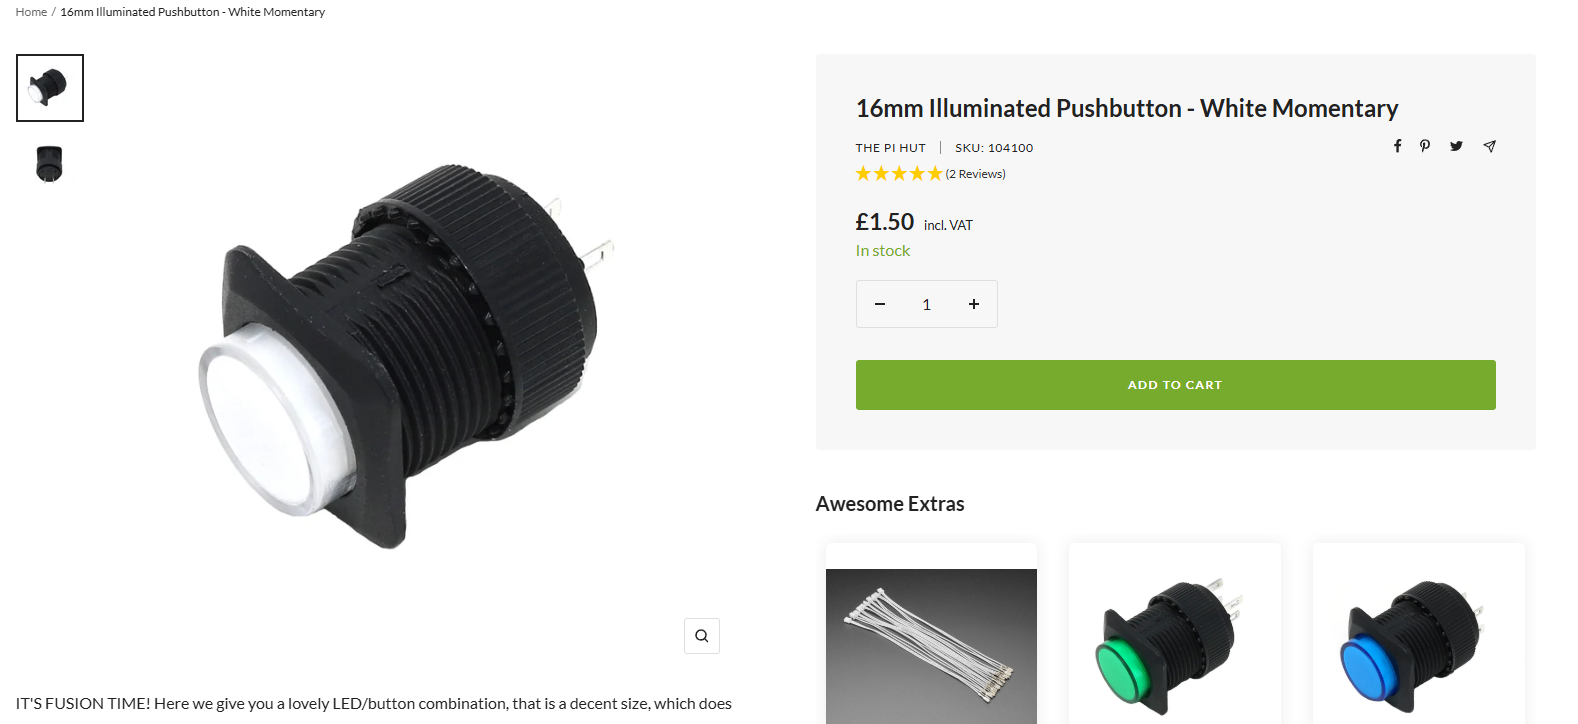 Home / 16mm Illuminated Pushbutton - White Momentary
16mm Illuminated Pushbutton - White Momentary
THE PI HUT | SKU: 104100
(2 Reviews)
£1.50 incl. VAT
In stock
− 1 +
ADD TO CART
Awesome Extras
IT'S FUSION TIME! Here we give you a lovely LED/button combination, that is a decent size, which does